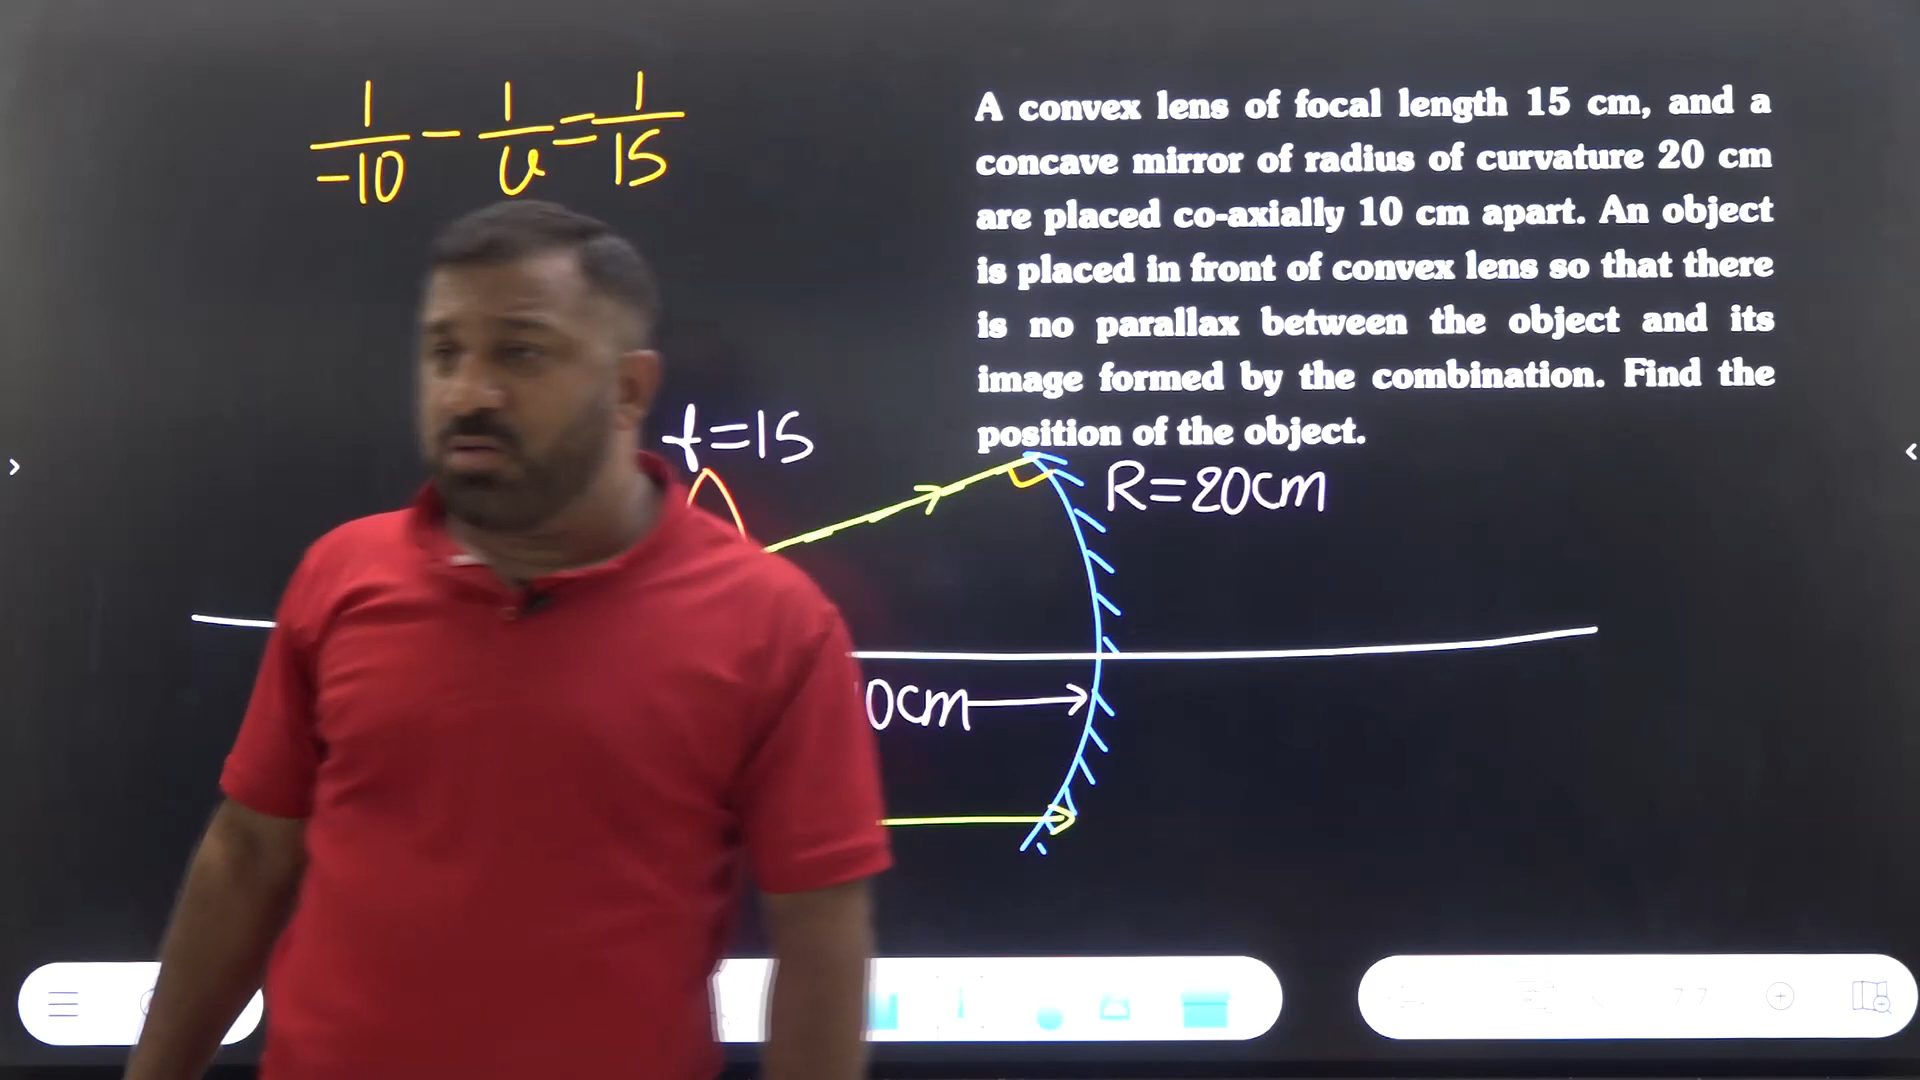 1/-10 - 1/u = 1/15
A convex lens of focal length 15 cm, and a
concave mirror of radius of curvature 20 cm
are placed co-axially 10 cm apart. An object
is placed in front of convex lens so that there
is no parallax between the object and its
image formed by the combination. Find the
position of the object.
f=15
R=20cm
0cm